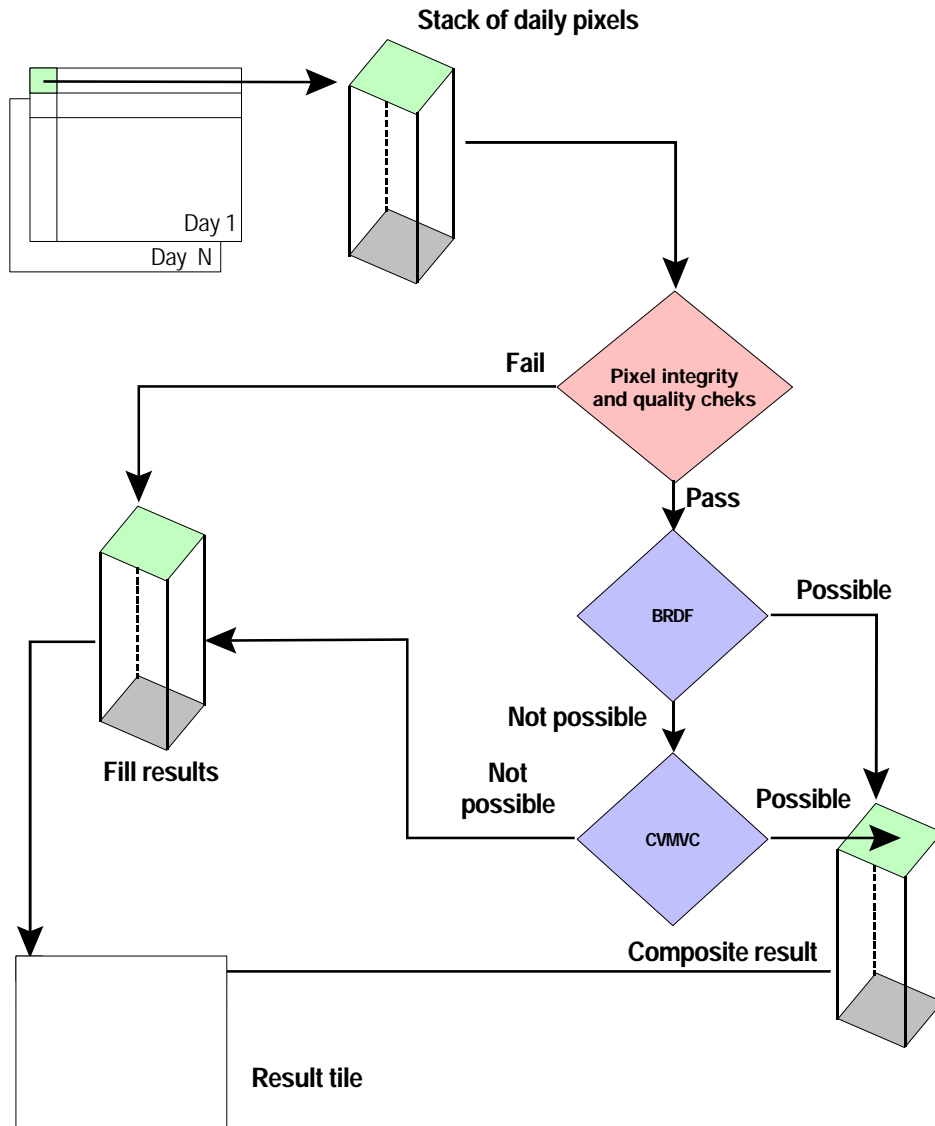 Stack of daily pixels
Day 1
Day N
Fail
Pixel integrity
and quality cheks
Pass
BRDF
Possible
Not possible
Fill results
Not
possible
CVMVC
Possible
Composite result
Result tile